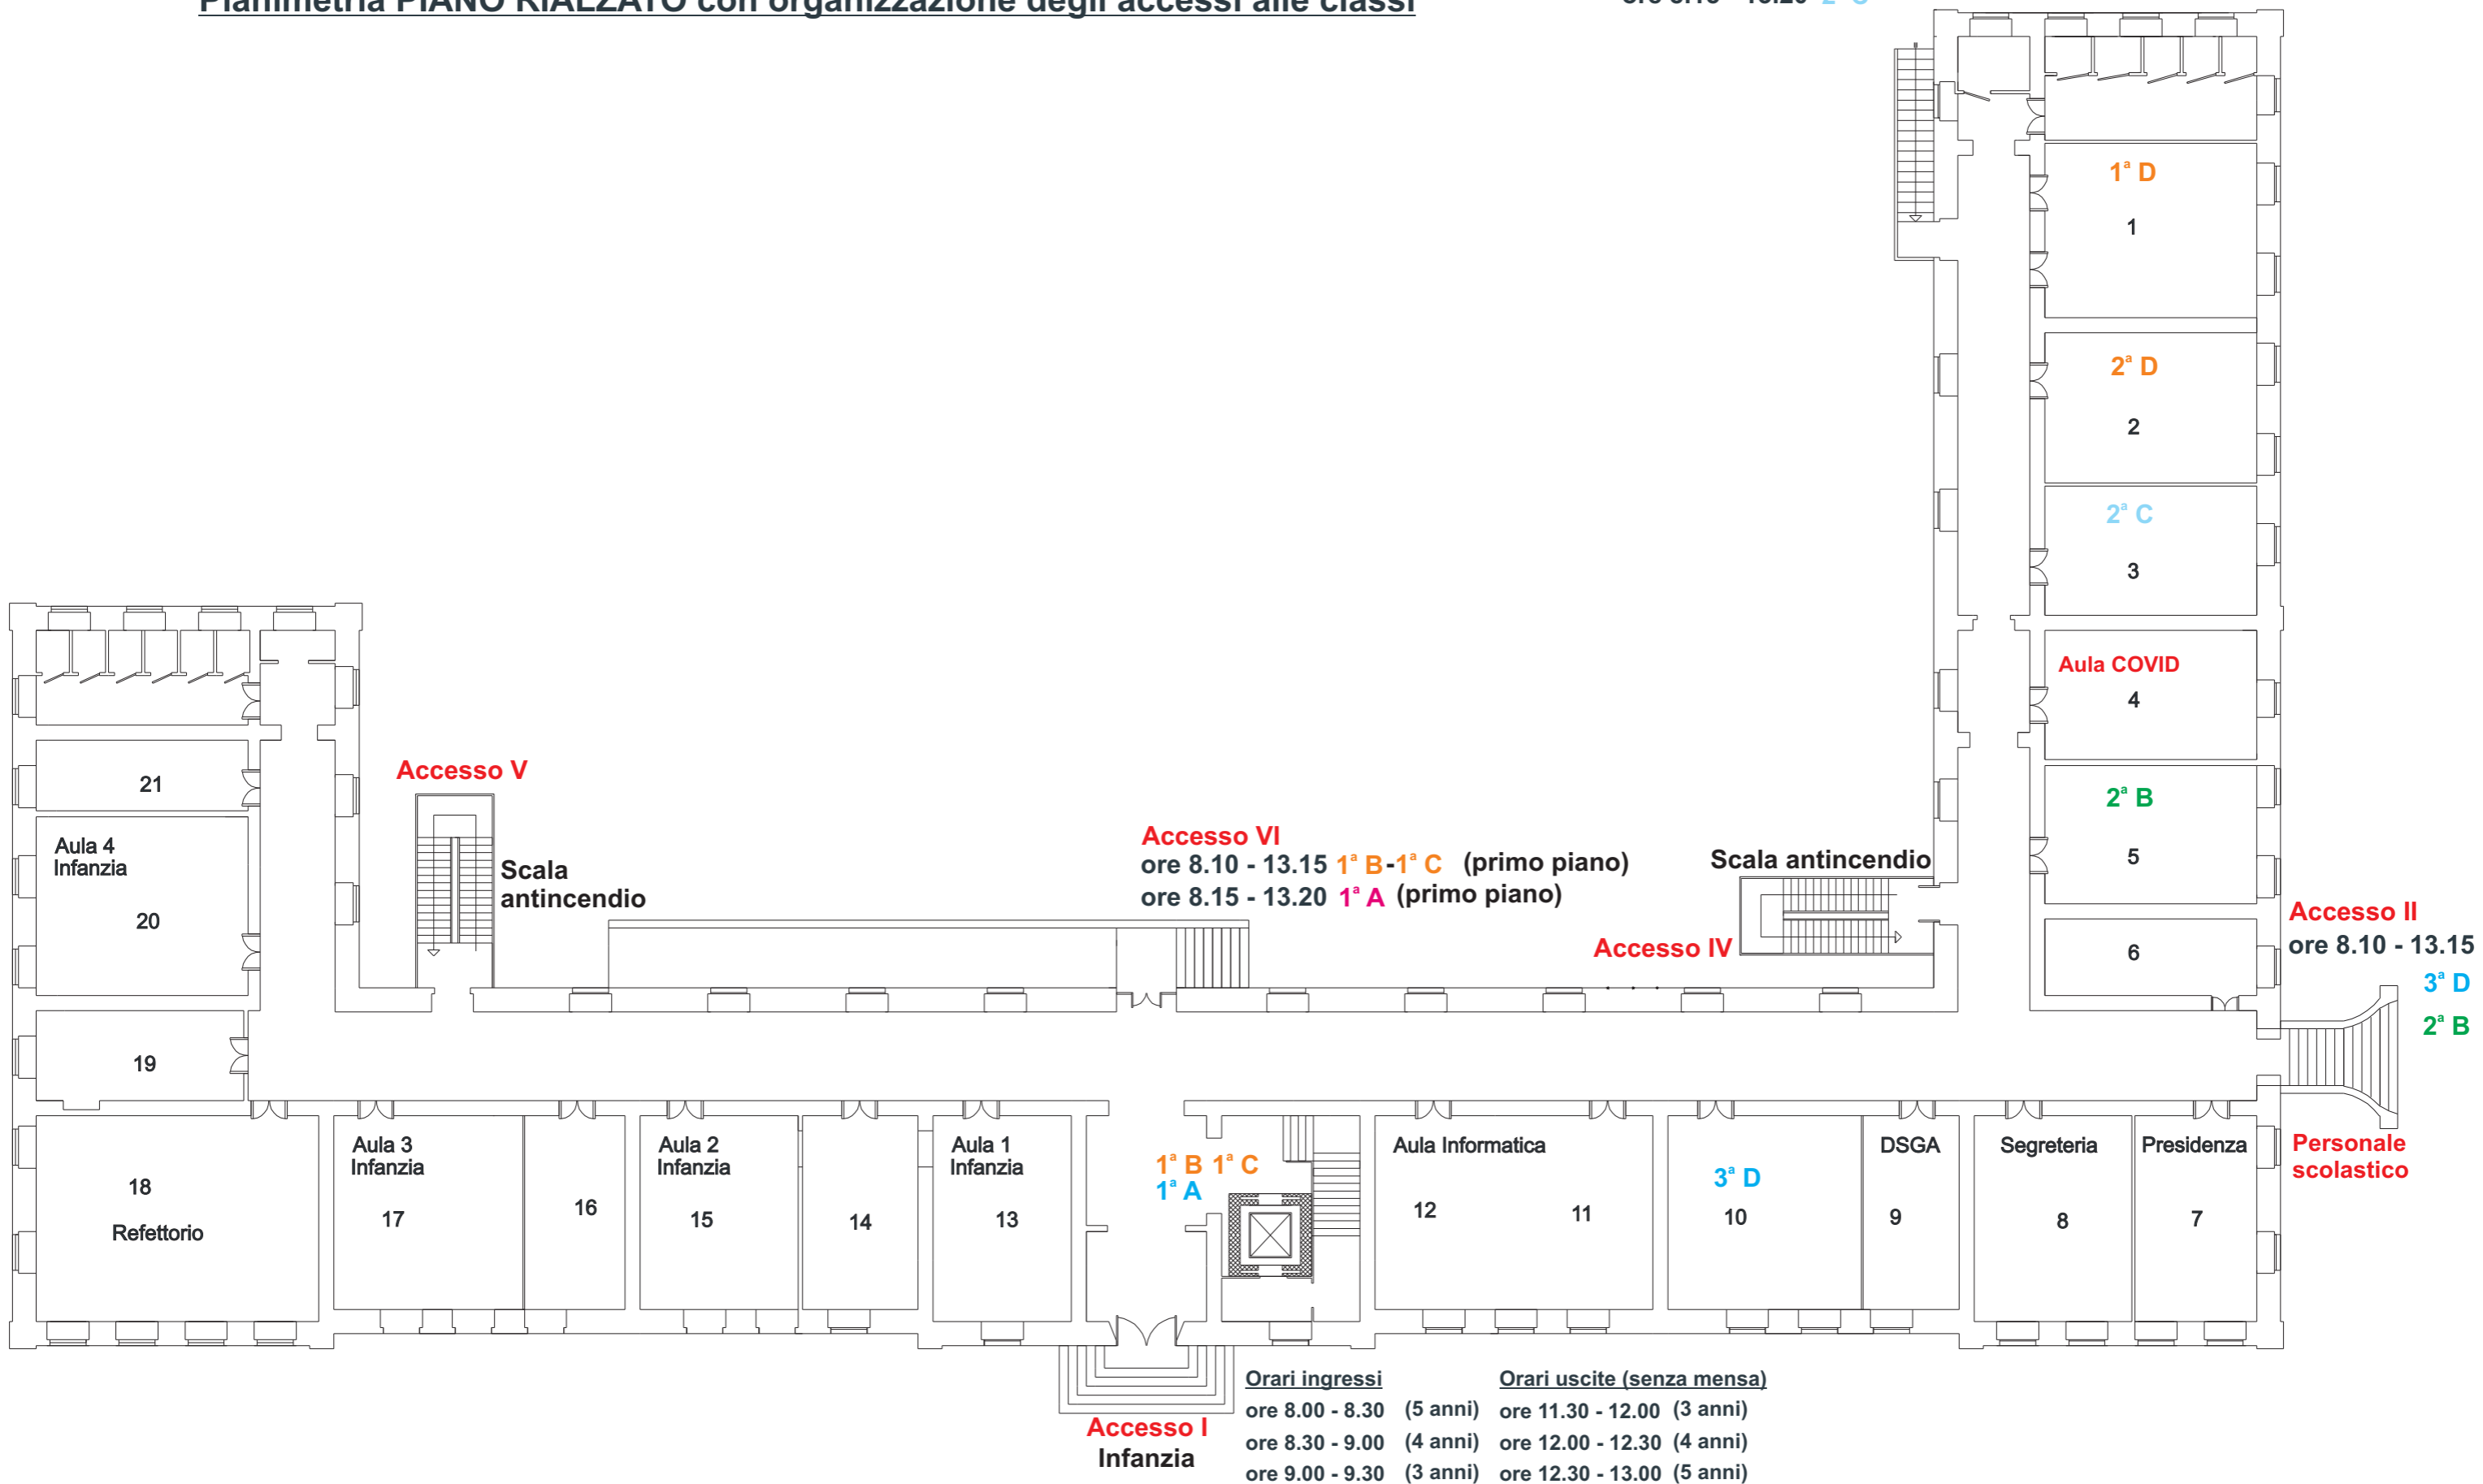 Planimetria PIANO RIALZATO con organizzazione degli accessi alle classi
ore 8.15 - 13.20 2ª C
1ª D
1
2ª D
2
2ª C
3
Aula COVID
4
2ª B
5
6
Accesso II
ore 8.10 - 13.15
3ª D
2ª B
Personale
scolastico
Accesso V
Scala
antincendio
Accesso VI
ore 8.10 - 13.15 1ª B-1ª C (primo piano)
ore 8.15 - 13.20 1ª A (primo piano)
Scala antincendio
Accesso IV
21
Aula 4
Infanzia
20
19
18
Refettorio
Aula 3
Infanzia
17
16
Aula 2
Infanzia
15
14
Aula 1
Infanzia
13
1ª B 1ª C
1ª A
Aula Informatica
12
11
3ª D
10
DSGA
9
Segreteria
8
Presidenza
7
Accesso I
Infanzia
Orari ingressi
ore 8.00 - 8.30 (5 anni)
ore 8.30 - 9.00 (4 anni)
ore 9.00 - 9.30 (3 anni)
Orari uscite (senza mensa)
ore 11.30 - 12.00 (3 anni)
ore 12.00 - 12.30 (4 anni)
ore 12.30 - 13.00 (5 anni)